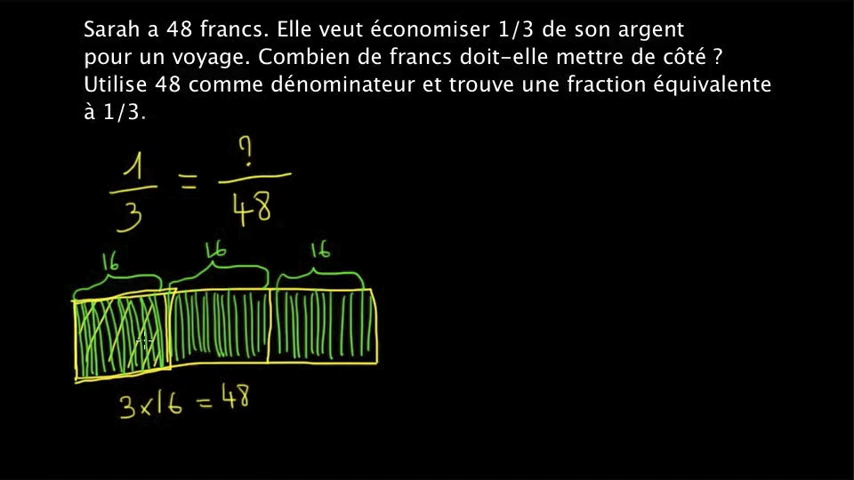 Sarah a 48 francs. Elle veut économiser 1/3 de son argent
pour un voyage. Combien de francs doit-elle mettre de côté ?
Utilise 48 comme dénominateur et trouve une fraction équivalente
à 1/3.
1/3 = ?/48
16 16 16
3x16 = 48